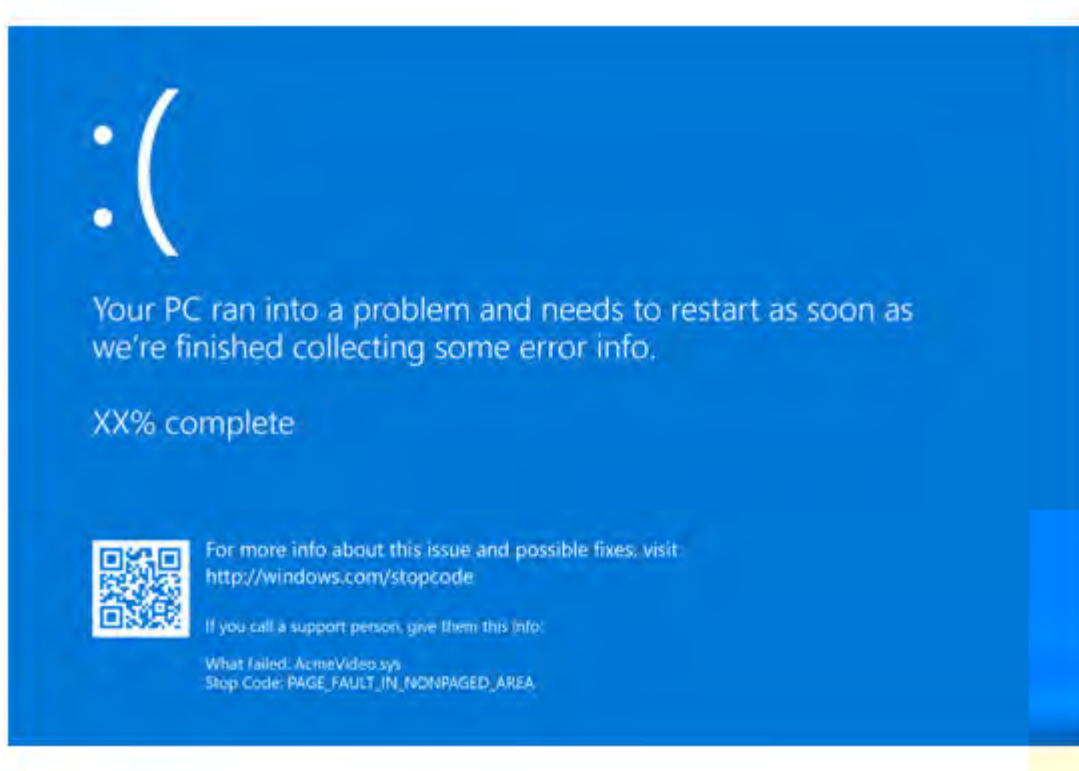 :(
Your PC ran into a problem and needs to restart as soon as
we're finished collecting some error info.
XX% complete
For more info about this issue and possible fixes, visit
http://windows.com/stopcode
If you call a support person, give them this info:
What failed: AcmeVideo.sys
Stop Code: PAGE_FAULT_IN_NONPAGED_AREA